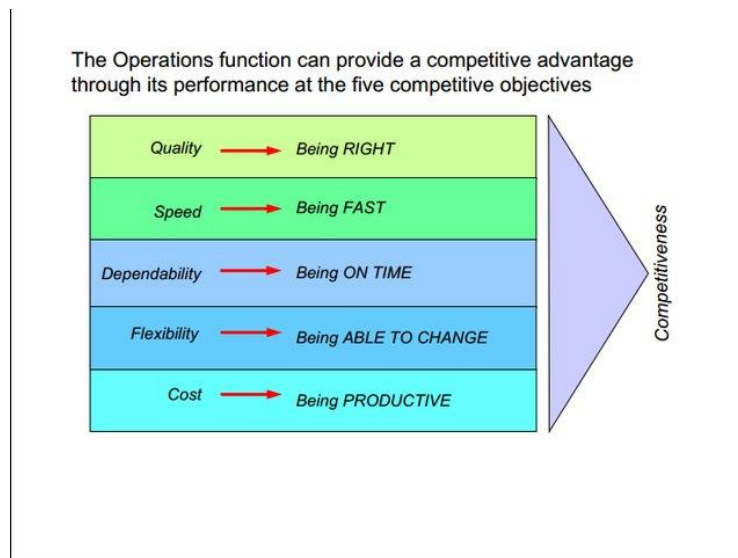 The Operations function can provide a competitive advantage
through its performance at the five competitive objectives
Quality Being RIGHT
Speed Being FAST
Dependability Being ON TIME
Flexibility Being ABLE TO CHANGE
Cost Being PRODUCTIVE
Competitiveness